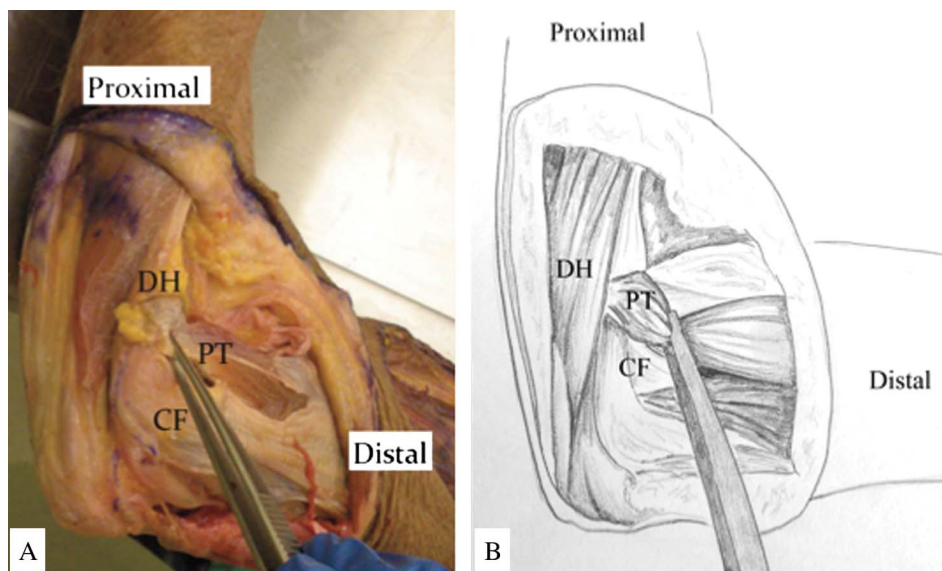 Proximal
DH
PT
CF
Distal
A
Proximal
DH
PT
CF
Distal
B